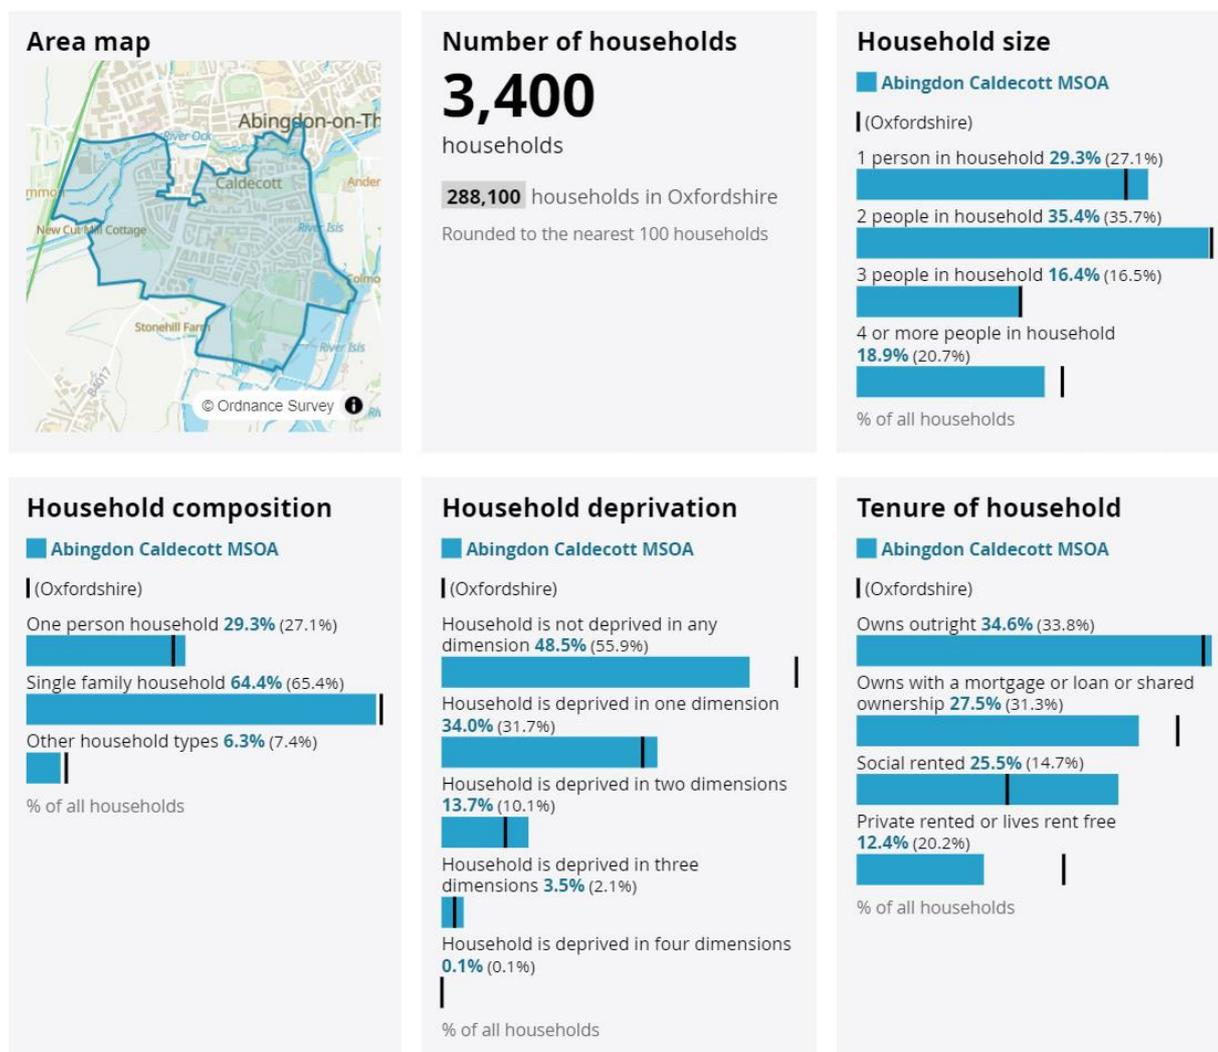 Area map
River Ock
Abingdon-on-Th
Caldecott
Ander
mmo
New Cut Mill Cottage
River Isis
Colmo
Stonehill Farm
River Isis
B4017
© Ordnance Survey
Number of households
3,400
households
288,100 households in Oxfordshire
Rounded to the nearest 100 households
Household size
Abingdon Caldecott MSOA
(Oxfordshire)
1 person in household 29.3% (27.1%)
2 people in household 35.4% (35.7%)
3 people in household 16.4% (16.5%)
4 or more people in household
18.9% (20.7%)
% of all households
Household composition
Abingdon Caldecott MSOA
(Oxfordshire)
One person household 29.3% (27.1%)
Single family household 64.4% (65.4%)
Other household types 6.3% (7.4%)
% of all households
Household deprivation
Abingdon Caldecott MSOA
(Oxfordshire)
Household is not deprived in any
dimension 48.5% (55.9%)
Household is deprived in one dimension
34.0% (31.7%)
Household is deprived in two dimensions
13.7% (10.1%)
Household is deprived in three
dimensions 3.5% (2.1%)
Household is deprived in four dimensions
0.1% (0.1%)
% of all households
Tenure of household
Abingdon Caldecott MSOA
(Oxfordshire)
Owns outright 34.6% (33.8%)
Owns with a mortgage or loan or shared
ownership 27.5% (31.3%)
Social rented 25.5% (14.7%)
Private rented or lives rent free
12.4% (20.2%)
% of all households